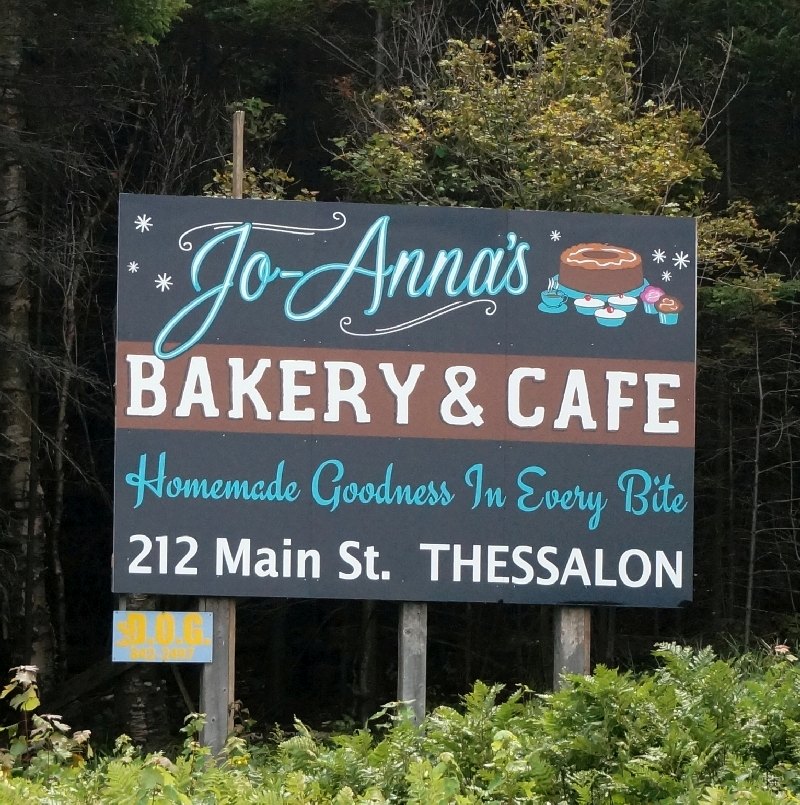 Jo-Anna's
BAKERY & CAFE
Homemade Goodness In Every Bite
212 Main St. THESSALON
D.O.G.